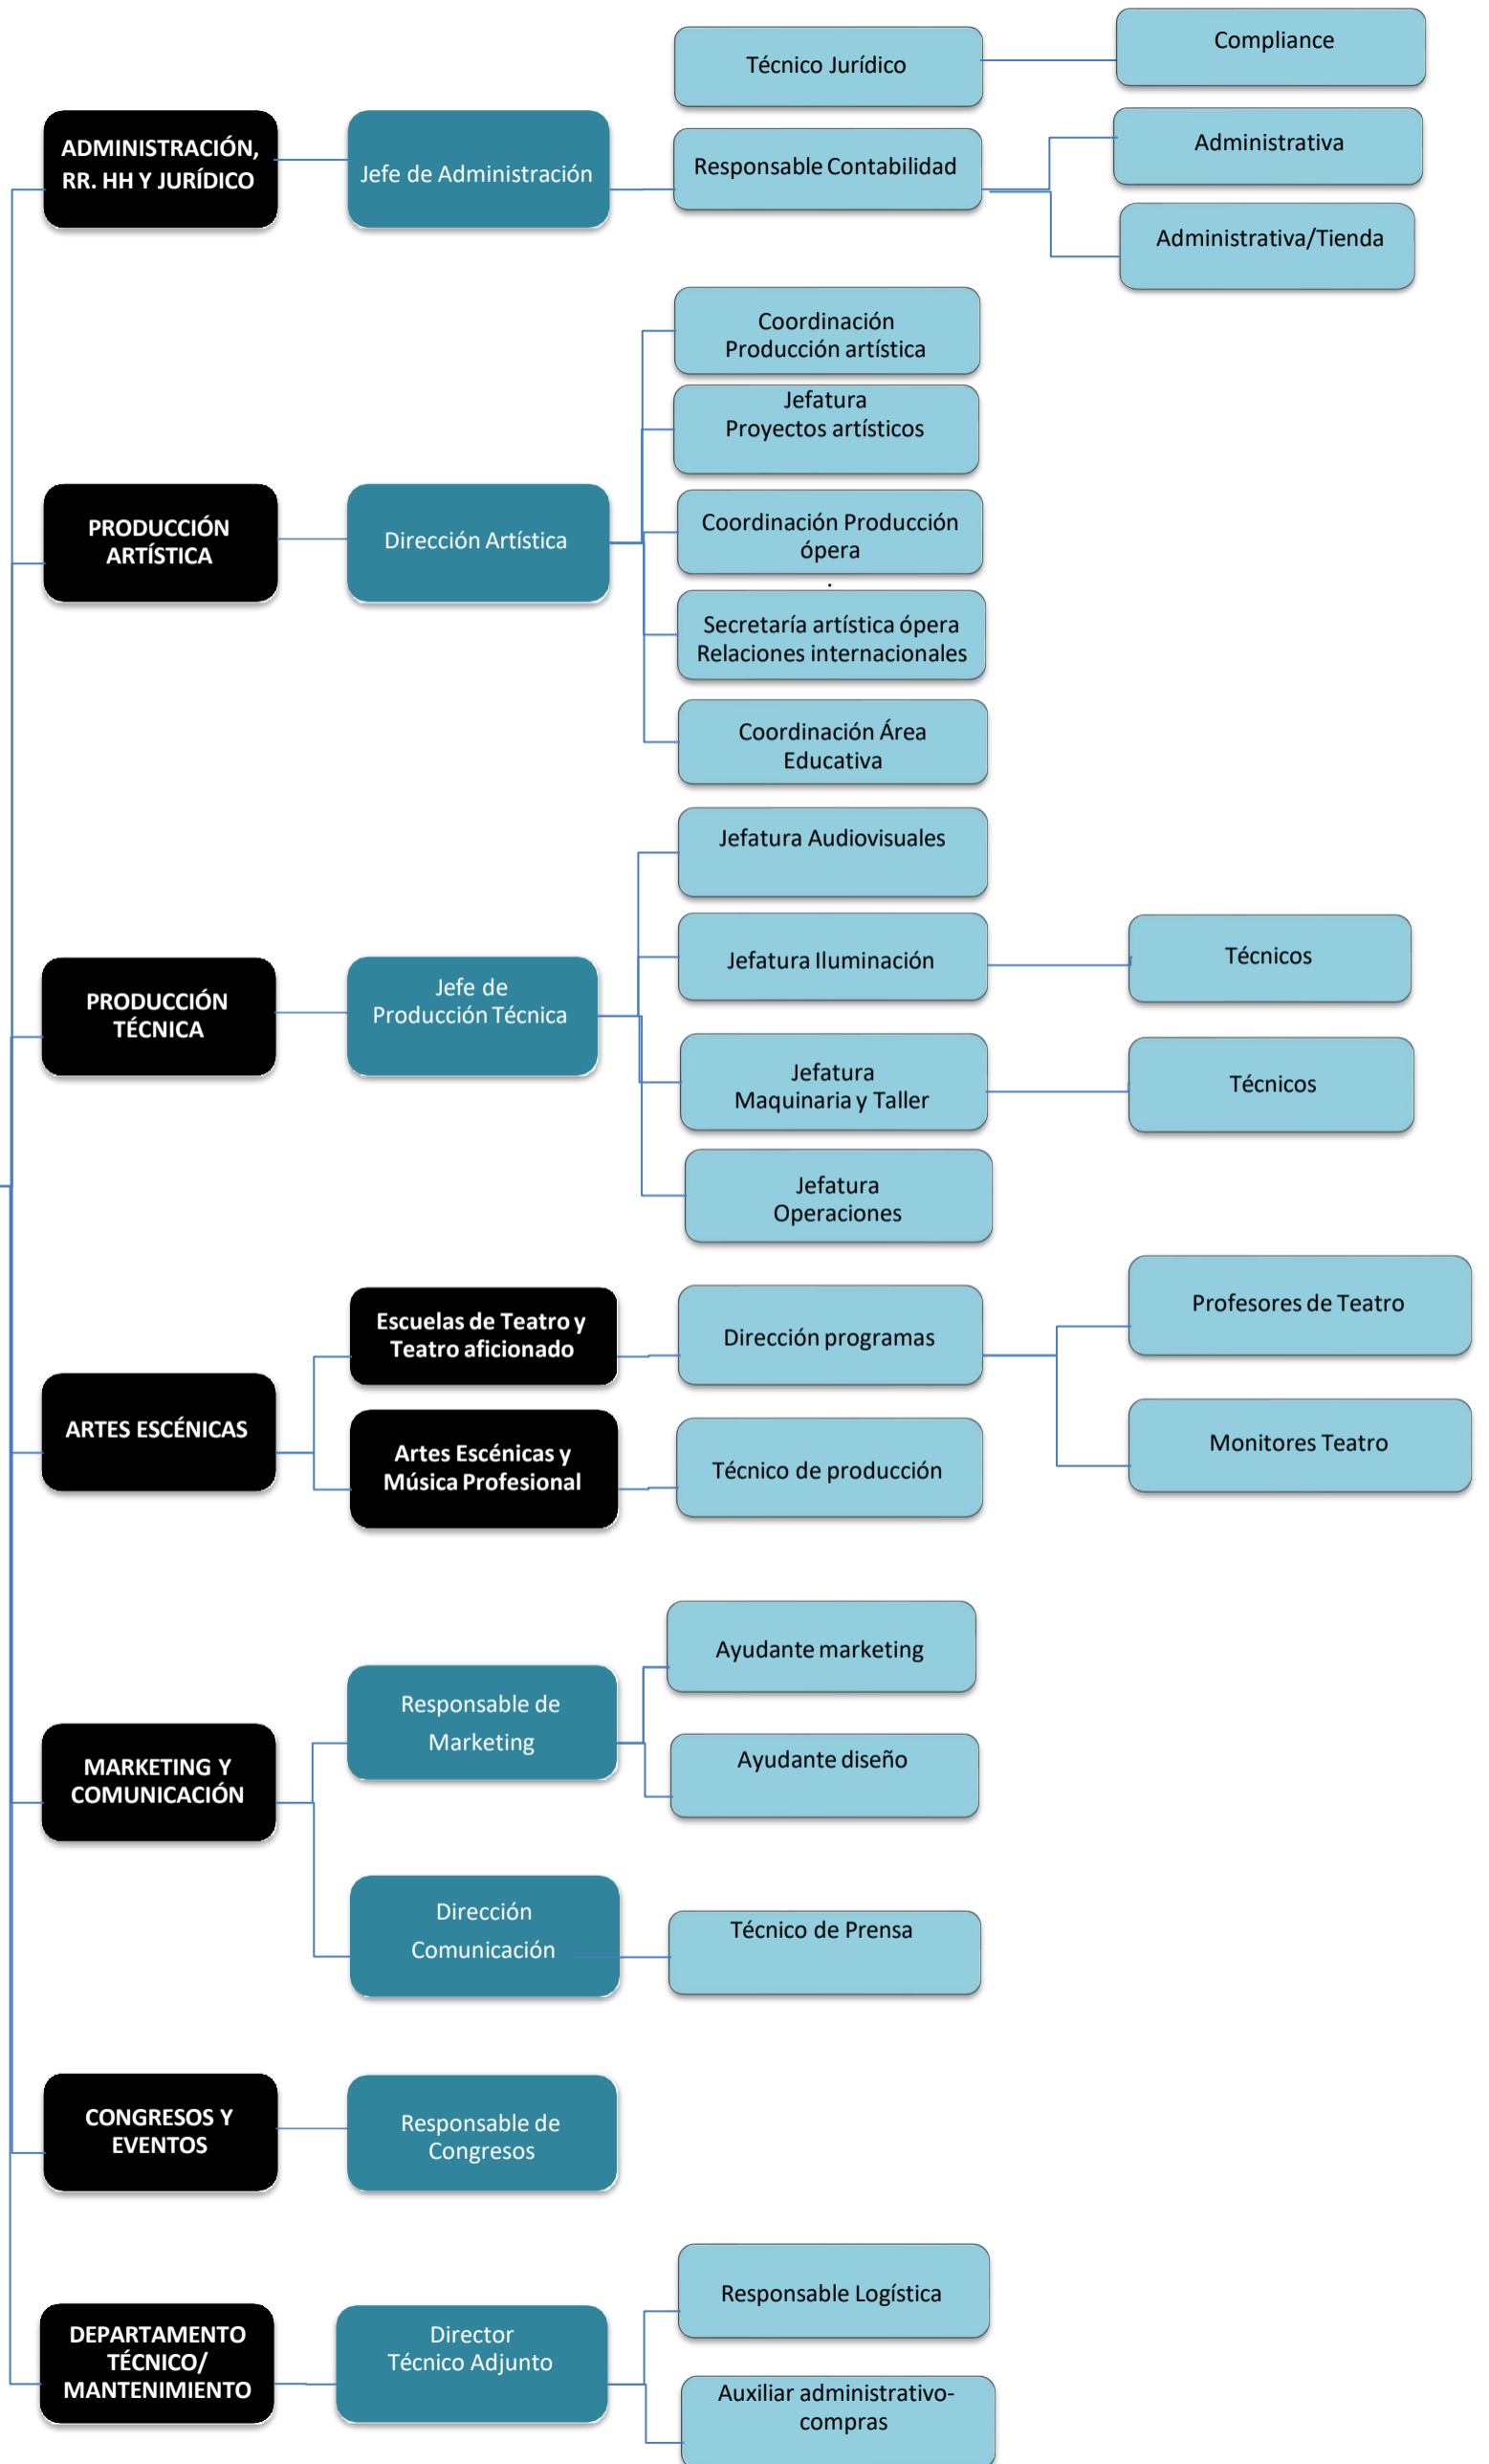 ADMINISTRACIÓN,
RR. HH Y JURÍDICO
Jefe de Administración
Técnico Jurídico
Compliance
Responsable Contabilidad
Administrativa
Administrativa/Tienda
PRODUCCIÓN
ARTÍSTICA
Dirección Artística
Coordinación
Producción artística
Jefatura
Proyectos artísticos
Coordinación Producción
ópera
.
Secretaría artística ópera
Relaciones internacionales
Coordinación Área
Educativa
PRODUCCIÓN
TÉCNICA
Jefe de
Producción Técnica
Jefatura Audiovisuales
Jefatura Iluminación
Técnicos
Jefatura
Maquinaria y Taller
Técnicos
Jefatura
Operaciones
ARTES ESCÉNICAS
Escuelas de Teatro y
Teatro aficionado
Dirección programas
Profesores de Teatro
Monitores Teatro
Artes Escénicas y
Música Profesional
Técnico de producción
MARKETING Y
COMUNICACIÓN
Responsable de
Marketing
Ayudante marketing
Ayudante diseño
Dirección
Comunicación
Técnico de Prensa
CONGRESOS Y
EVENTOS
Responsable de
Congresos
DEPARTAMENTO
TÉCNICO/
MANTENIMIENTO
Director
Técnico Adjunto
Responsable Logística
Auxiliar administrativo-
compras